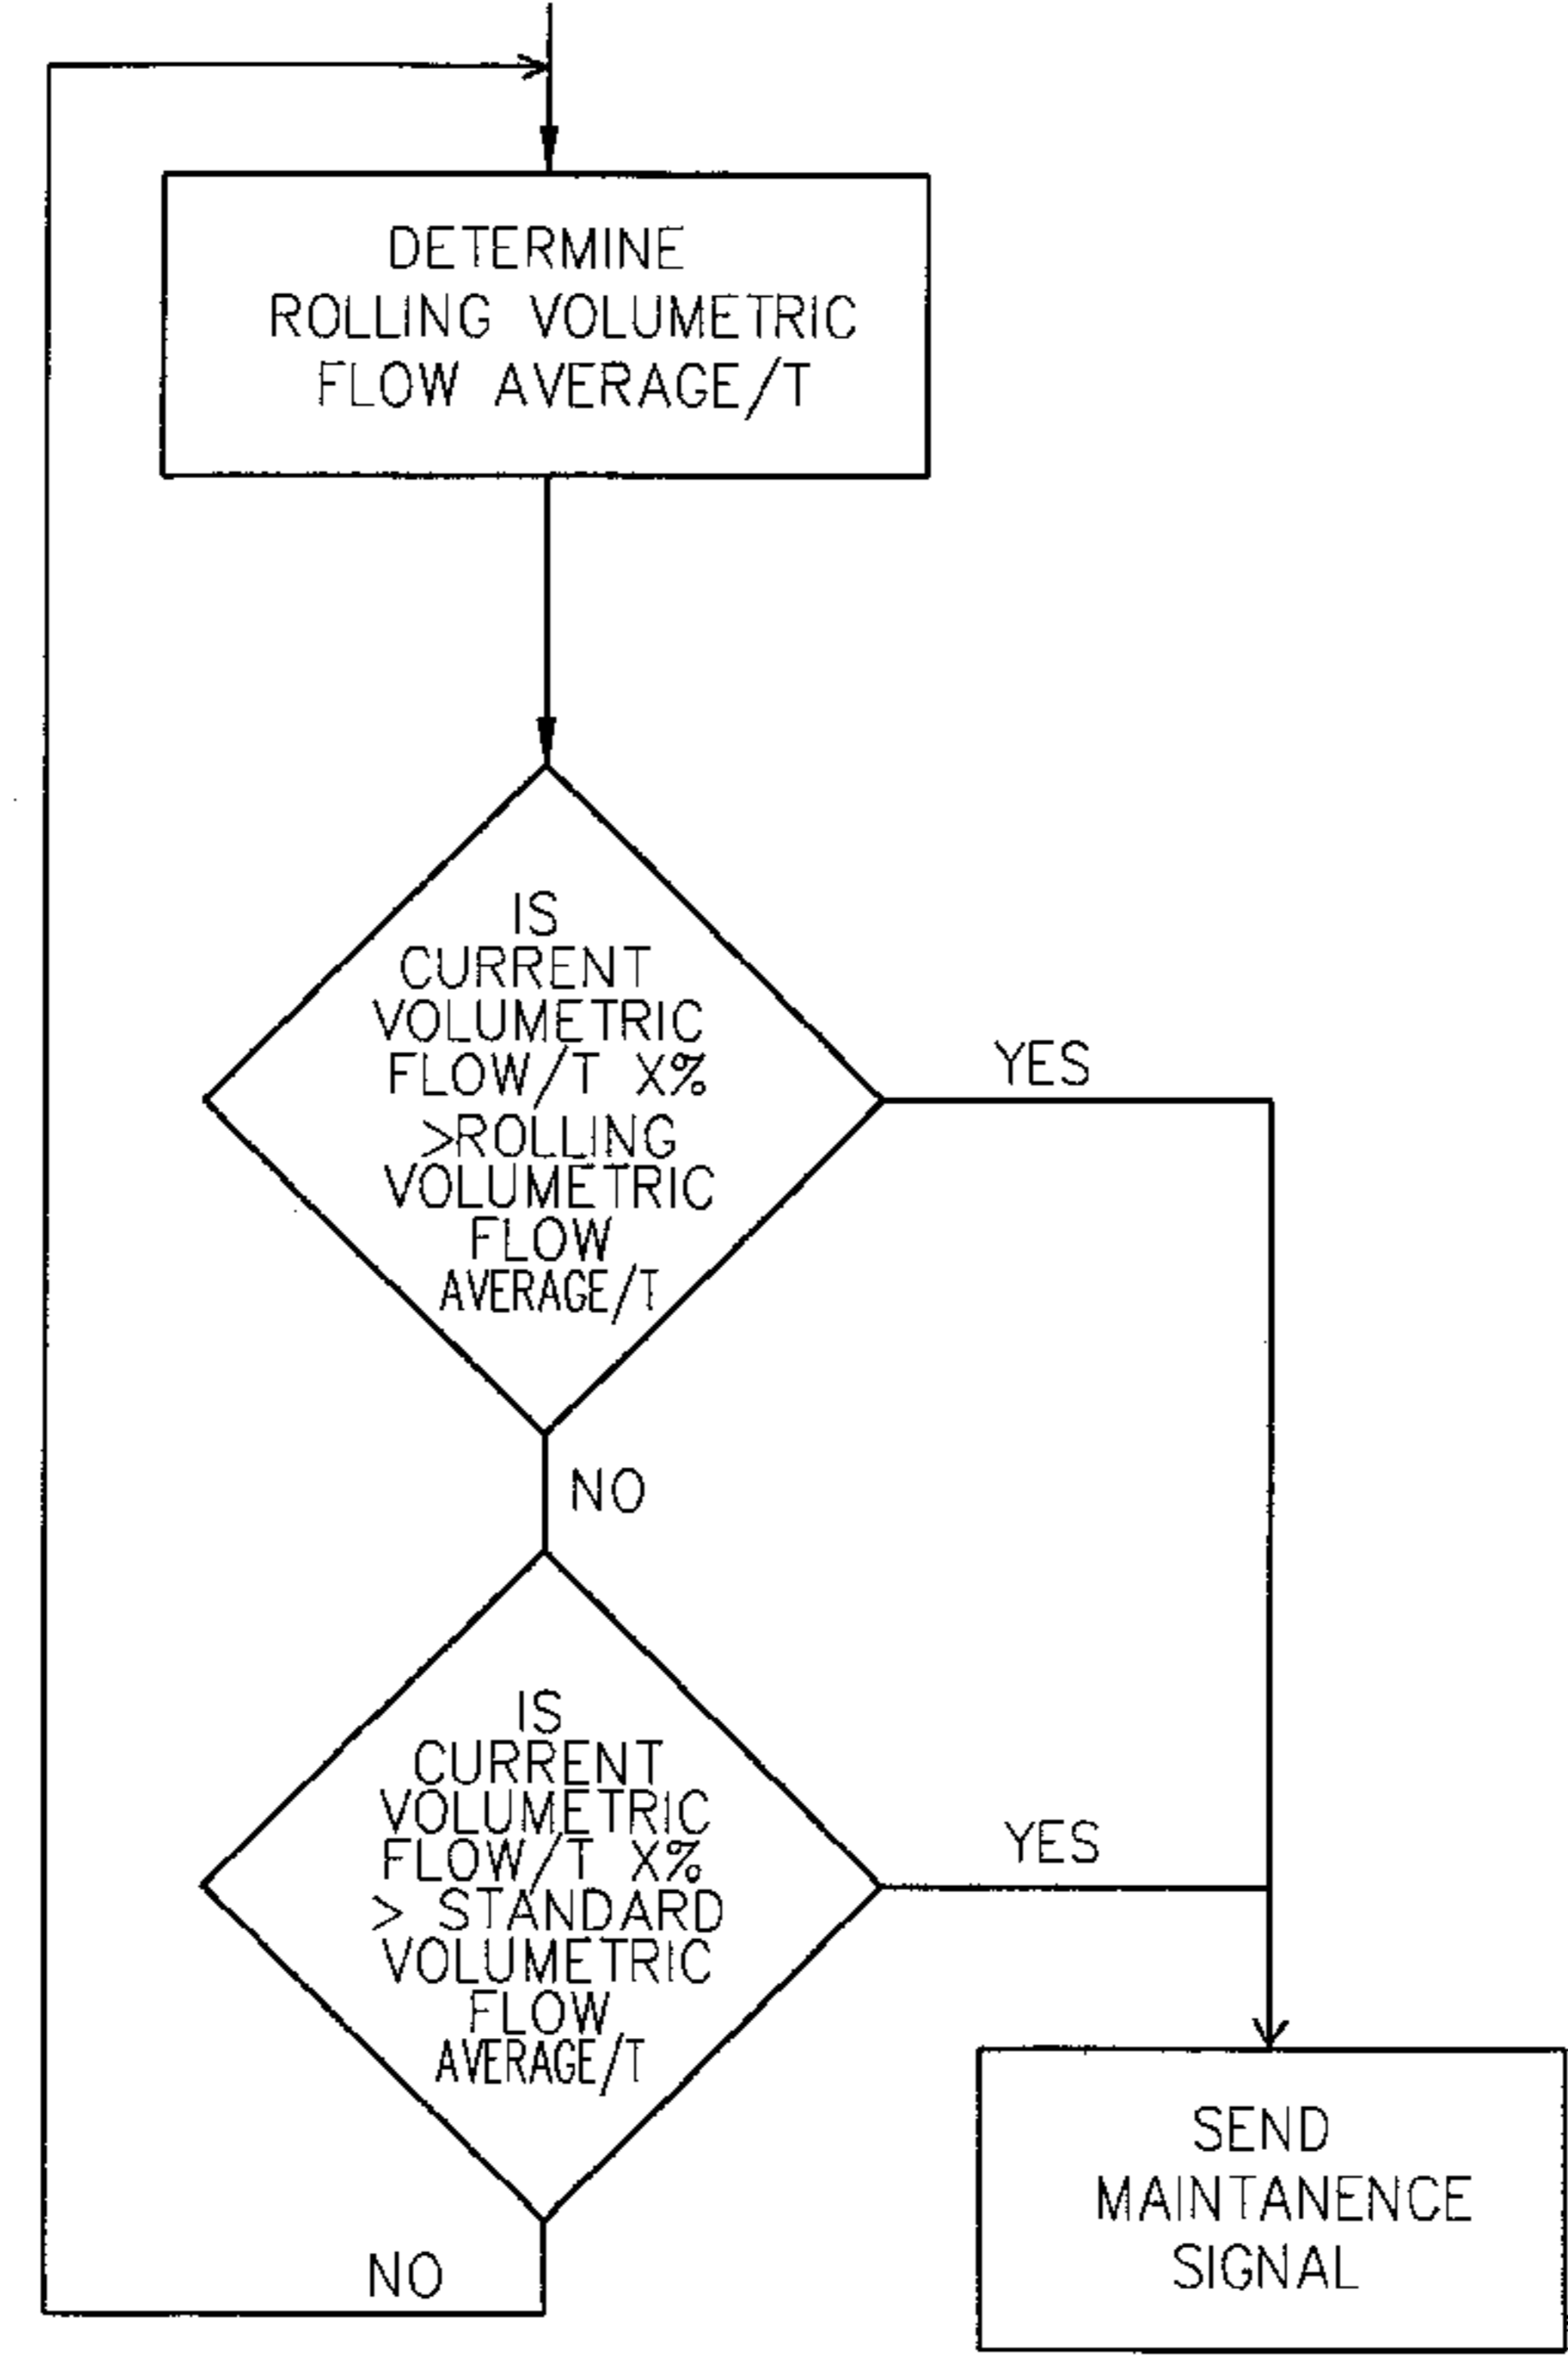 DETERMINE
ROLLING VOLUMETRIC
FLOW AVERAGE/T
IS
CURRENT
VOLUMETRIC
FLOW/T X%
>ROLLING
VOLUMETRIC
FLOW
AVERAGE/T
YES
NO
IS
CURRENT
VOLUMETRIC
FLOW/T X%
> STANDARD
VOLUMETRIC
FLOW
AVERAGE/T
YES
NO
SEND
MAINTANENCE
SIGNAL